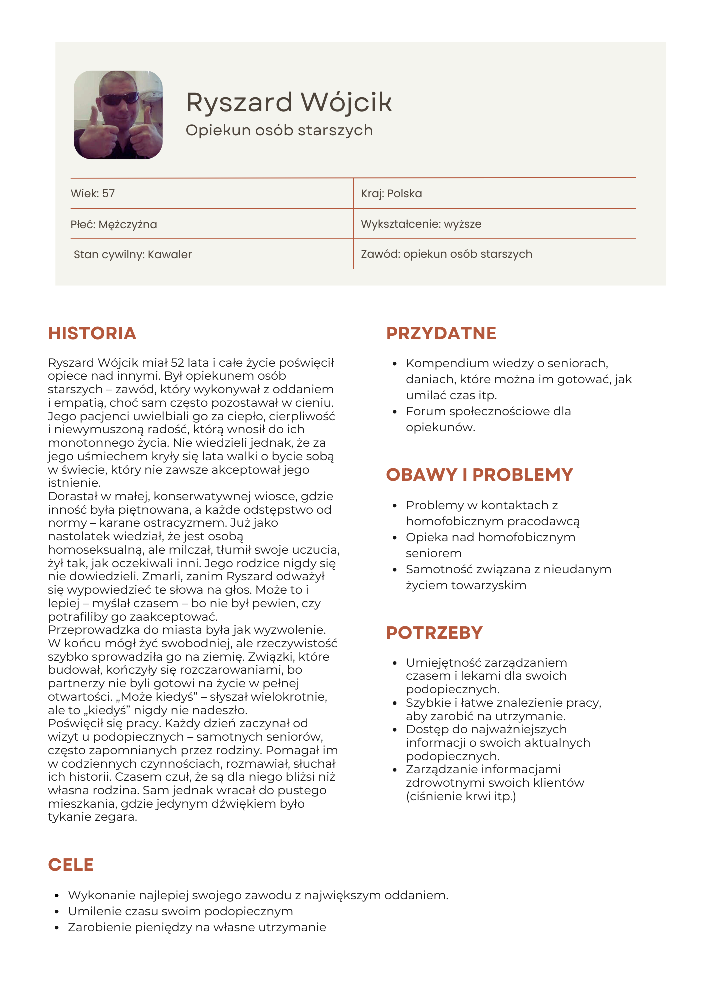 Ryszard Wójcik
Opiekun osób starszych
Wiek: 57
Kraj: Polska
Płeć: Mężczyżna
Wykształcenie: wyższe
Stan cywilny: Kawaler
Zawód: opiekun osób starszych
HISTORIA
Ryszard Wójcik miał 52 lata i całe życie poświęcił
opiece nad innymi. Był opiekunem osób
starszych – zawód, który wykonywał z oddaniem
i empatią, choć sam często pozostawał w cieniu.
Jego pacjenci uwielbiali go za ciepło, cierpliwość
i niewymuszoną radość, którą wnosił do ich
monotonnego życia. Nie wiedzieli jednak, że za
jego uśmiechem kryły się lata walki o bycie sobą
w świecie, który nie zawsze akceptował jego
istnienie.
Dorastał w małej, konserwatywnej wiosce, gdzie
inność była piętnowana, a każde odstępstwo od
normy – karane ostracyzmem. Już jako
nastolatek wiedział, że jest osobą
homoseksualną, ale milczał, tłumił swoje uczucia,
żył tak, jak oczekiwali inni. Jego rodzice nigdy się
nie dowiedzieli. Zmarli, zanim Ryszard odważył
się wypowiedzieć te słowa na głos. Może to i
lepiej – myślał czasem – bo nie był pewien, czy
potrafiliby go zaakceptować.
Przeprowadzka do miasta była jak wyzwolenie.
W końcu mógł żyć swobodniej, ale rzeczywistość
szybko sprowadziła go na ziemię. Związki, które
budował, kończyły się rozczarowaniami, bo
partnerzy nie byli gotowi na życie w pełnej
otwartości. „Może kiedyś” – słyszał wielokrotnie,
ale to „kiedyś” nigdy nie nadeszło.
Poświęcił się pracy. Każdy dzień zaczynał od
wizyt u podopiecznych – samotnych seniorów,
często zapomnianych przez rodziny. Pomagał im
w codziennych czynnościach, rozmawiał, słuchał
ich historii. Czasem czuł, że są dla niego bliżsi niż
własna rodzina. Sam jednak wracał do pustego
mieszkania, gdzie jedynym dźwiękiem było
tykanie zegara.
PRZYDATNE
• Kompendium wiedzy o seniorach,
daniach, które można im gotować, jak
umilać czas itp.
• Forum społecznościowe dla
opiekunów.
OBAWY I PROBLEMY
• Problemy w kontaktach z
homofobicznym pracodawcą
• Opieka nad homofobicznym
seniorem
• Samotność związana z nieudanym
życiem towarzyskim
POTRZEBY
• Umiejętność zarządzaniem
czasem i lekami dla swoich
podopiecznych.
• Szybkie i łatwe znalezienie pracy,
aby zarobić na utrzymanie.
• Dostęp do najważniejszych
informacji o swoich aktualnych
podopiecznych.
• Zarządzanie informacjami
zdrowotnymi swoich klientów
(ciśnienie krwi itp.)
CELE
• Wykonanie najlepiej swojego zawodu z największym oddaniem.
• Umilenie czasu swoim podopiecznym
• Zarobienie pieniędzy na własne utrzymanie